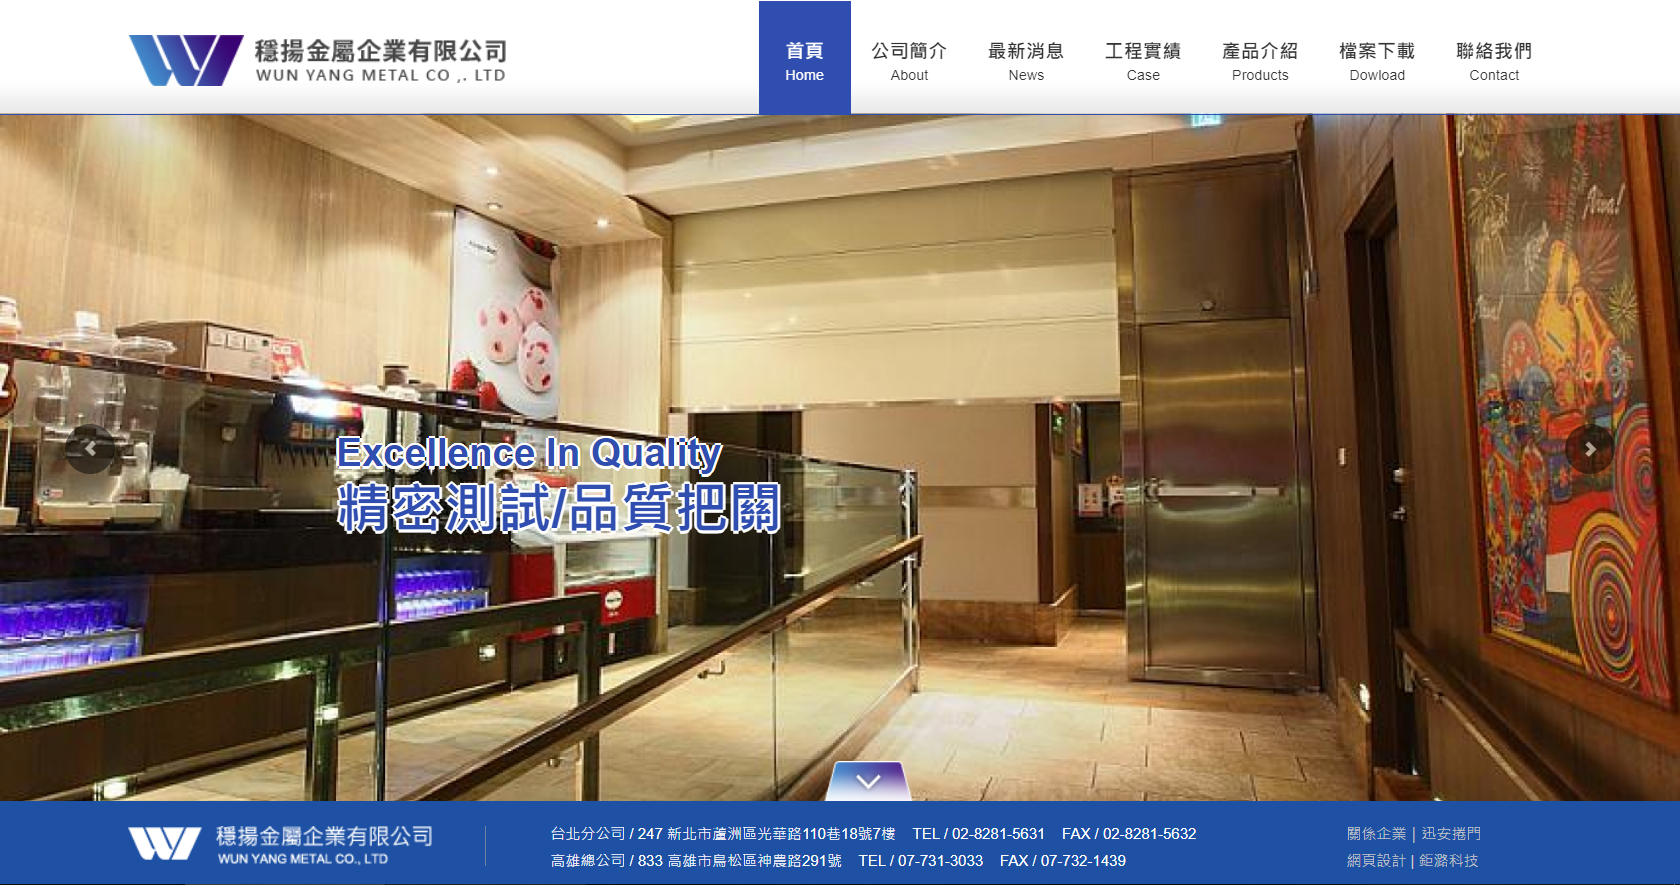 穩揚金屬企業有限公司
WUN YANG METAL CO ,. LTD
首頁
Home
公司簡介
About
最新消息
News
工程實績
Case
產品介紹
Products
檔案下載
Dowload
聯絡我們
Contact
Excellence In Quality
精密測試/品質把關
穩揚金屬企業有限公司
WUN YANG METAL CO., LTD
台北分公司 / 247 新北市蘆洲區光華路110巷18號7樓 TEL / 02-8281-5631 FAX / 02-8281-5632
高雄總公司 / 833 高雄市鳥松區神農路291號 TEL / 07-731-3033 FAX / 07-732-1439
關係企業 | 迅安捲門
網頁設計 | 鉅潞科技